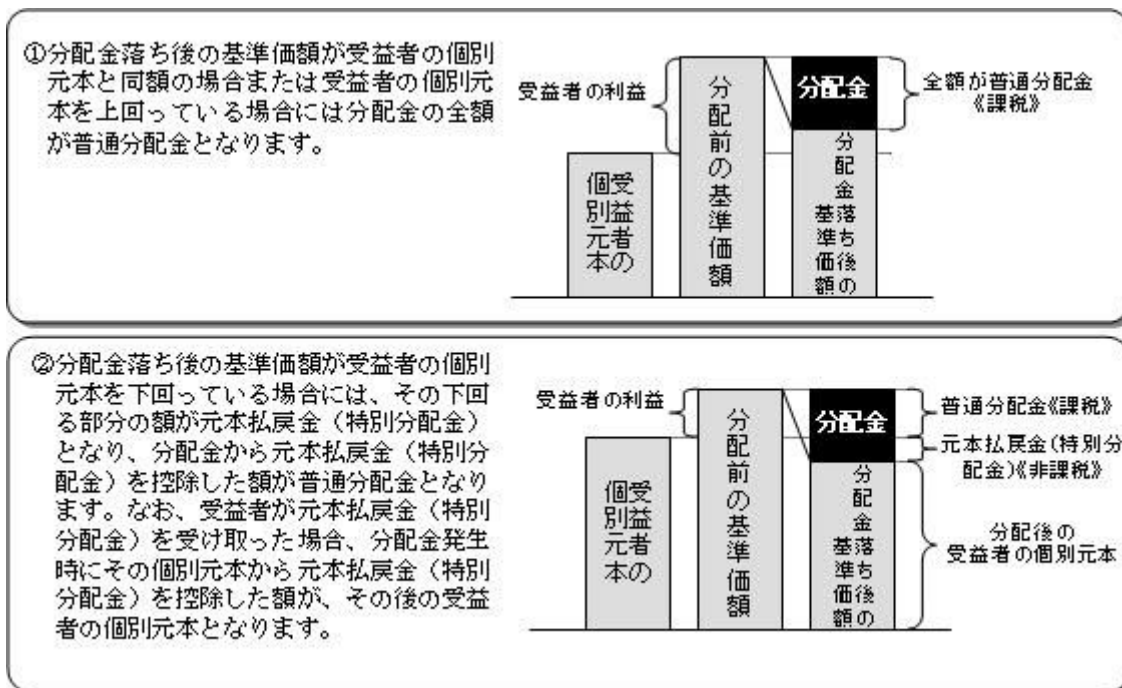 ①分配金落ち後の基準価額が受益者の個別
元本と同額の場合または受益者の個別元
本を上回っている場合には分配金の全額
が普通分配金となります。
受益者の利益
受益者の
個別元本
分配前の基準価額
分配金
分配金落ち後の
基準価額
全額が普通分配金
《課税》
②分配金落ち後の基準価額が受益者の個別
元本を下回っている場合には、その下回
る部分の額が元本払戻金（特別分配金）
となり、分配金から元本払戻金（特別分
配金）を控除した額が普通分配金となり
ます。なお、受益者が元本払戻金（特別
分配金）を受け取った場合、分配金発生
時にその個別元本から元本払戻金（特別
分配金）を控除した額が、その後の受益
者の個別元本となります。
受益者の利益
受益者の
個別元本
分配前の基準価額
分配金
分配金落ち後の
基準価額
普通分配金《課税》
元本払戻金(特別分
配金)《非課税》
分配後の
受益者の個別元本